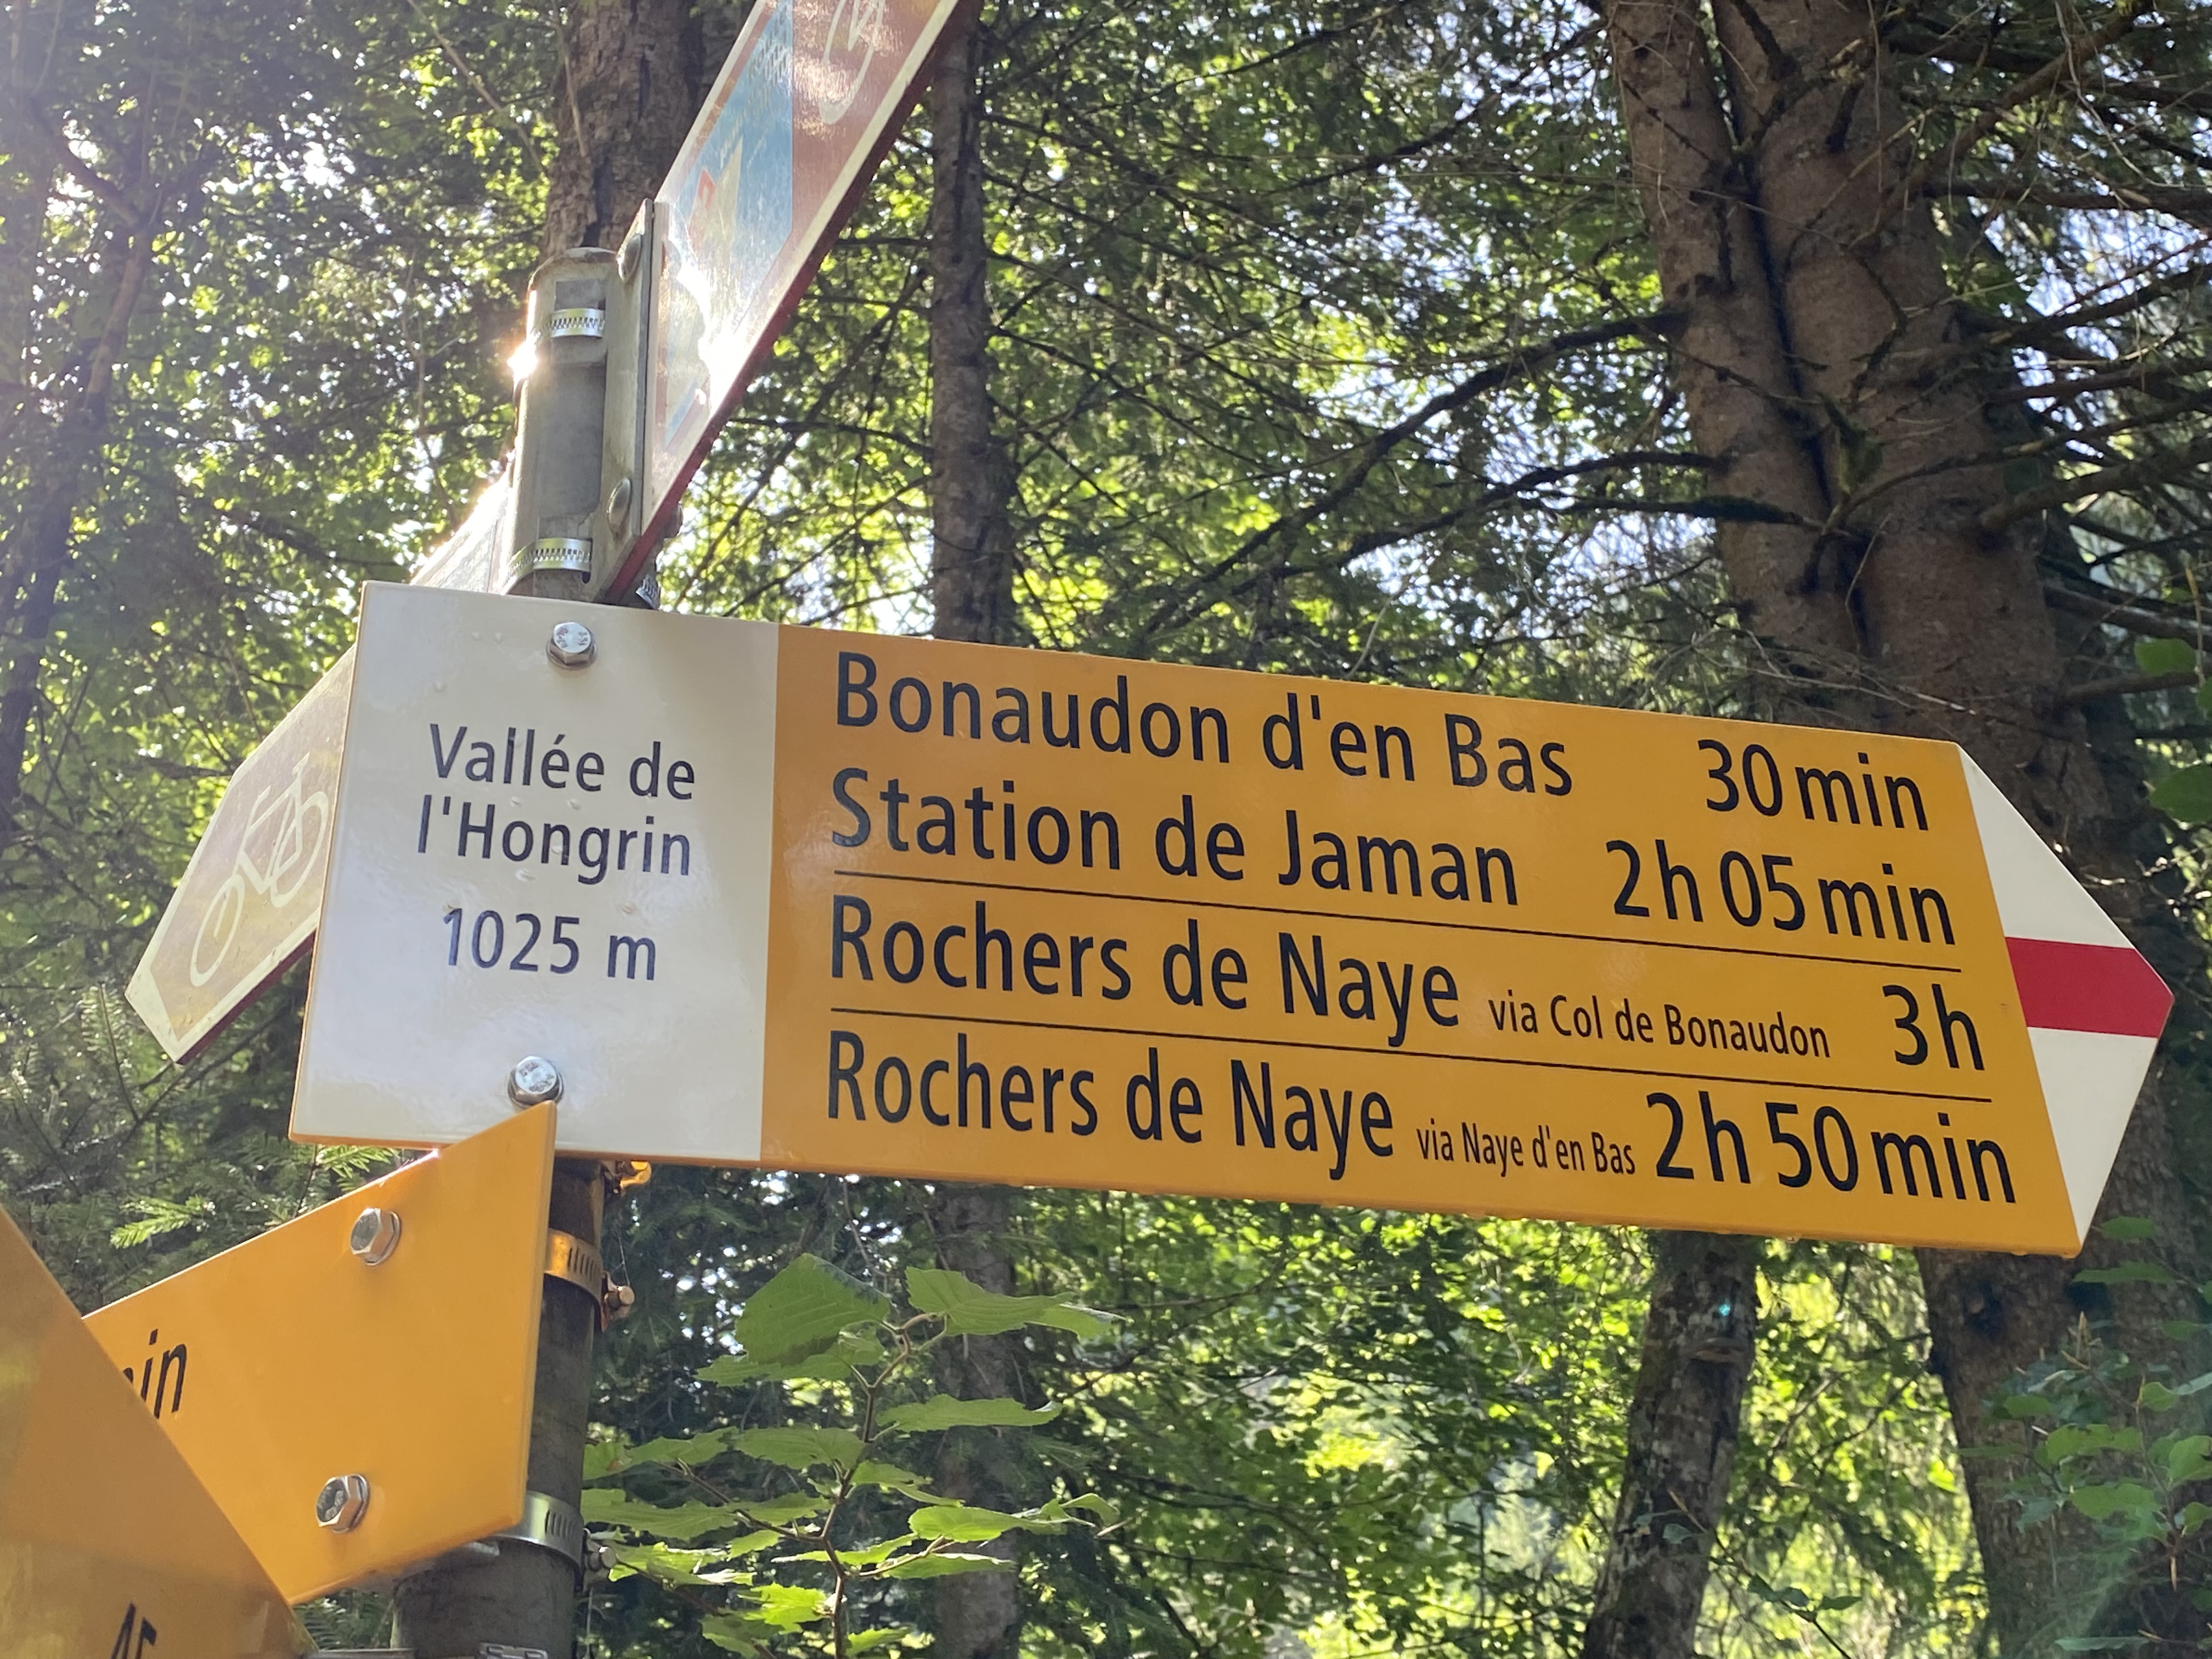 Vallée de
l'Hongrin
1025 m
Bonaudon d'en Bas 30 min
Station de Jaman 2 h 05 min
Rochers de Naye via Col de Bonaudon 3 h
Rochers de Naye via Naye d'en Bas 2 h 50 min